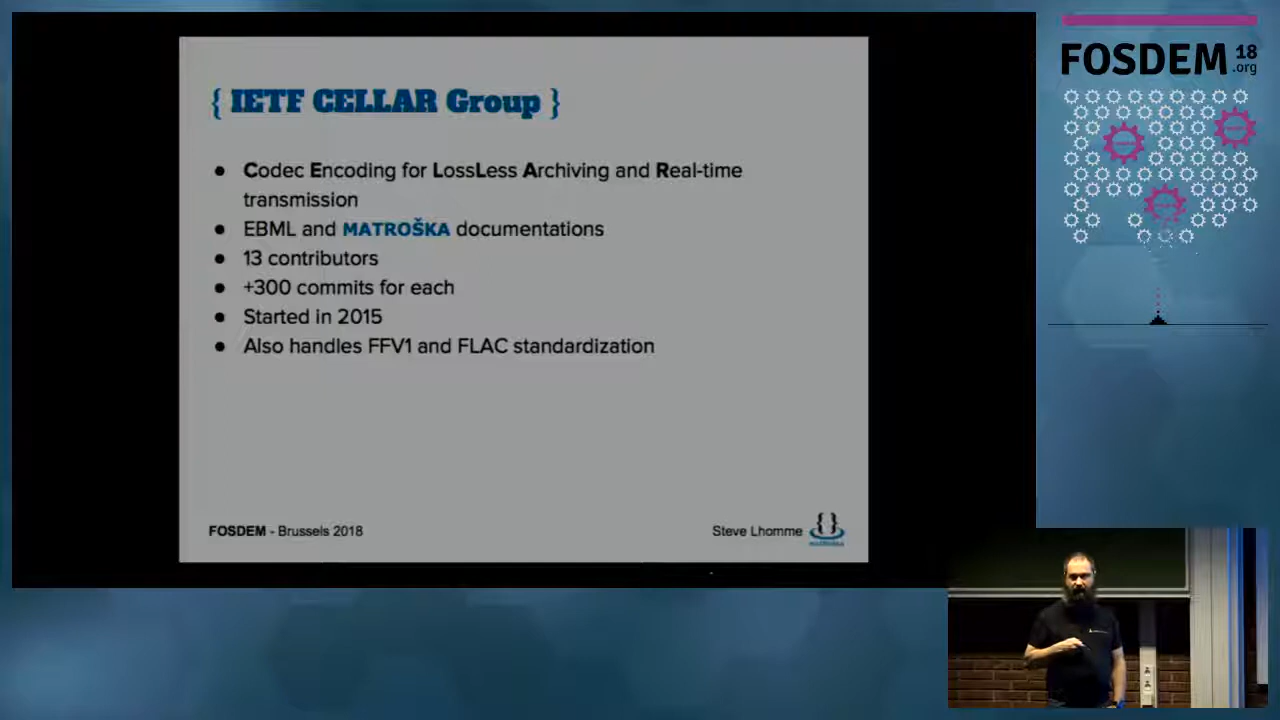 { IETF CELLAR Group }
● Codec Encoding for LossLess Archiving and Real-time
transmission
● EBML and MATROŠKA documentations
● 13 contributors
● +300 commits for each
● Started in 2015
● Also handles FFV1 and FLAC standardization
FOSDEM - Brussels 2018
Steve Lhomme
MATROŠKA
FOSDEM 18
.org